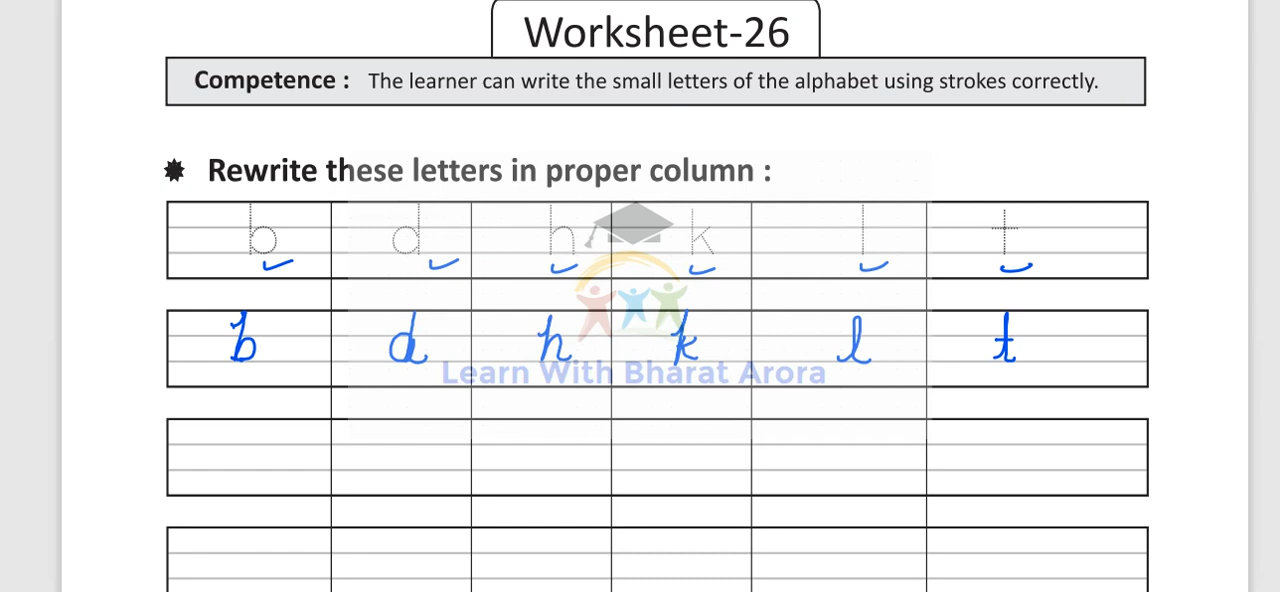 Worksheet-26
Competence : The learner can write the small letters of the alphabet using strokes correctly.
Rewrite these letters in proper column :
b d h k l t
b d h k l t
Learn With Bharat Arora